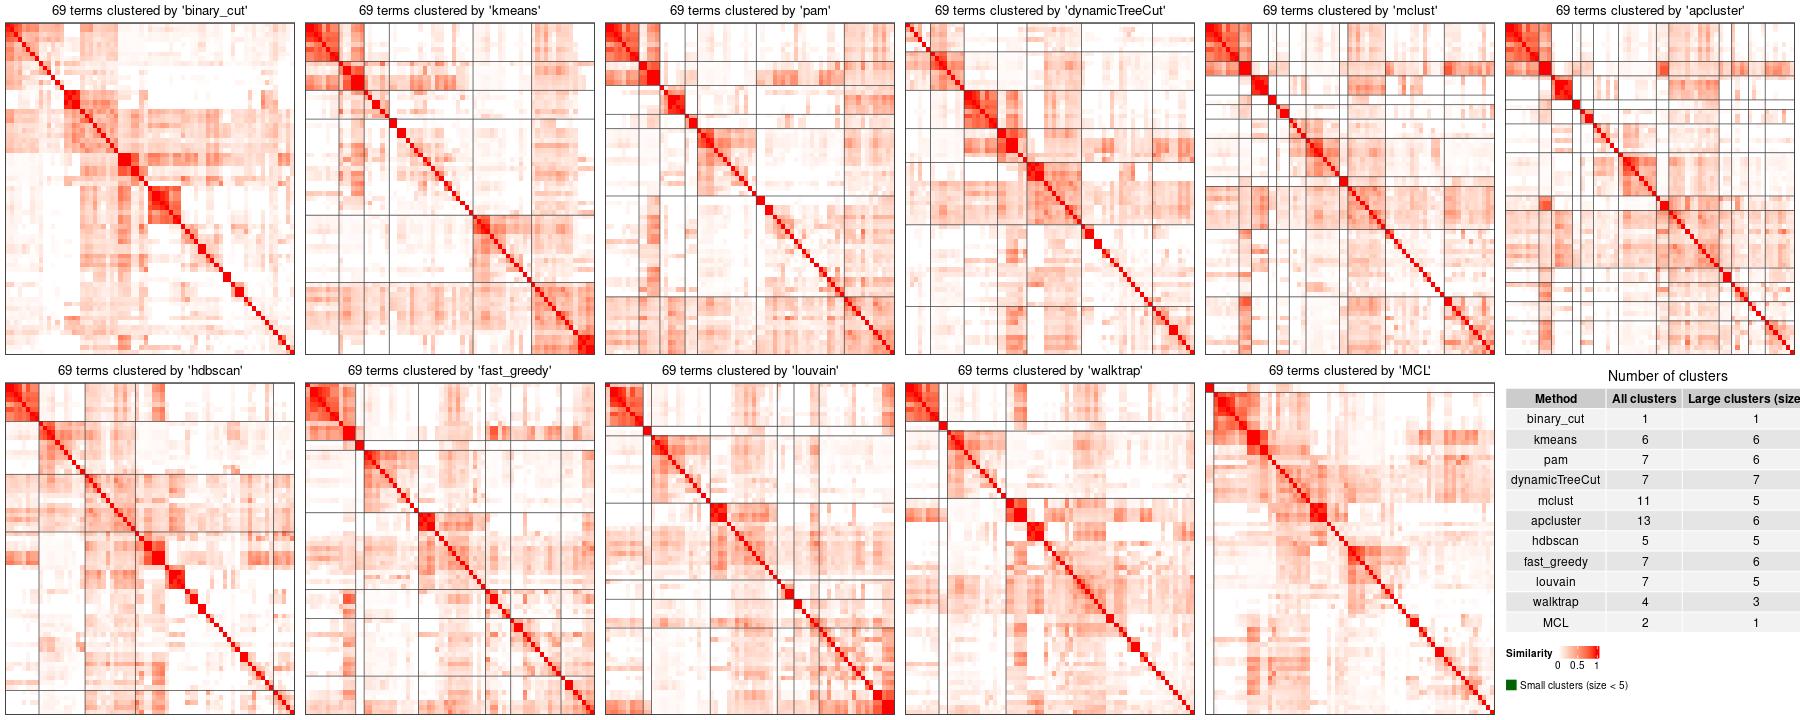 69 terms clustered by 'binary_cut'
69 terms clustered by 'kmeans'
69 terms clustered by 'pam'
69 terms clustered by 'dynamicTreeCut'
69 terms clustered by 'mclust'
69 terms clustered by 'apcluster'
69 terms clustered by 'hdbscan'
69 terms clustered by 'fast_greedy'
69 terms clustered by 'louvain'
69 terms clustered by 'walktrap'
69 terms clustered by 'MCL'
Number of clusters
Method All clusters Large clusters (size
binary_cut 1 1
kmeans 6 6
pam 7 6
dynamicTreeCut 7 7
mclust 11 5
apcluster 13 6
hdbscan 5 5
fast_greedy 7 6
louvain 7 5
walktrap 4 3
MCL 2 1
Similarity
0 0.5 1
Small clusters (size < 5)